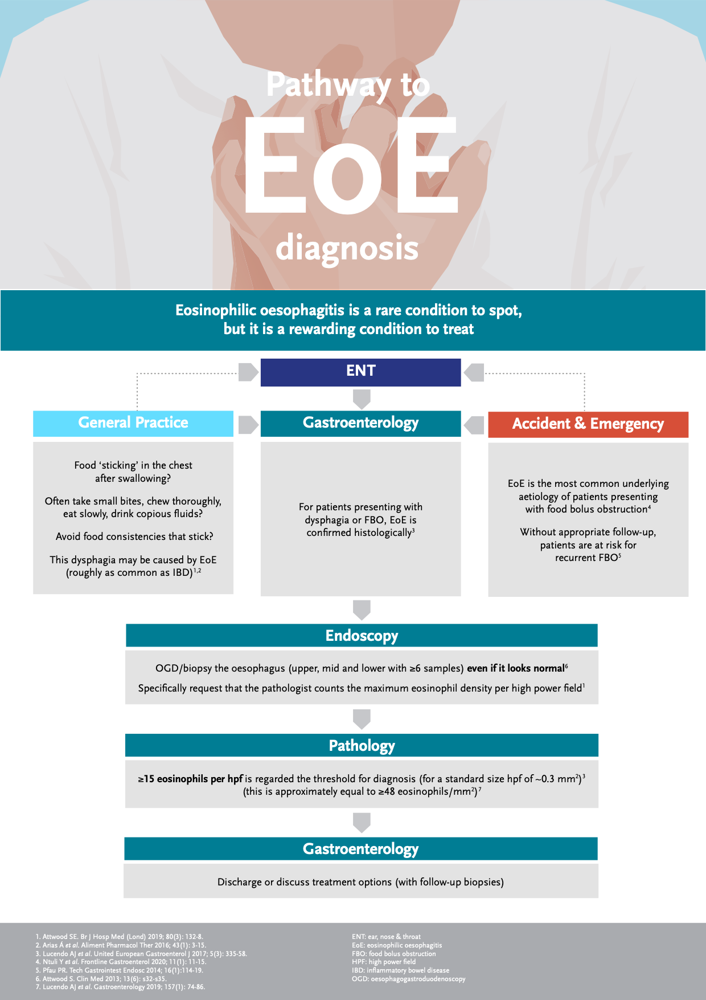 Pathway to
EoE
diagnosis
Eosinophilic oesophagitis is a rare condition to spot,
but it is a rewarding condition to treat
ENT
General Practice
Food ‘sticking’ in the chest
after swallowing?
Often take small bites, chew thoroughly,
eat slowly, drink copious fluids?
Avoid food consistencies that stick?
This dysphagia may be caused by EoE
(roughly as common as IBD)¹,²
Gastroenterology
For patients presenting with
dysphagia or FBO, EoE is
confirmed histologically³
Accident & Emergency
EoE is the most common underlying
aetiology of patients presenting
with food bolus obstruction⁴
Without appropriate follow-up,
patients are at risk for
recurrent FBO⁵
Endoscopy
OGD/biopsy the oesophagus (upper, mid and lower with ≥6 samples) even if it looks normal⁶
Specifically request that the pathologist counts the maximum eosinophil density per high power field¹
Pathology
≥15 eosinophils per hpf is regarded the threshold for diagnosis (for a standard size hpf of ~0.3 mm²)³
(this is approximately equal to ≥48 eosinophils/mm²)⁷
Gastroenterology
Discharge or discuss treatment options (with follow-up biopsies)
1. Attwood SE. Br J Hosp Med (Lond) 2019; 80(3): 132-8.
2. Arias Á et al. Aliment Pharmacol Ther 2016; 43(1): 3-15.
3. Lucendo AJ et al. United European Gastroenterol J 2017; 5(3): 335-58.
4. Ntuli Y et al. Frontline Gastroenterol 2020; 11(1): 11-15.
5. Pfau PR. Tech Gastrointest Endosc 2014; 16(1):114-19.
6. Attwood S. Clin Med 2013; 13(6): s32-s35.
7. Lucendo AJ et al. Gastroenterology 2019; 157(1): 74-86.
ENT: ear, nose & throat
EoE: eosinophilic oesophagitis
FBO: food bolus obstruction
HPF: high power field
IBD: inflammatory bowel disease
OGD: oesophagogastroduodenoscopy